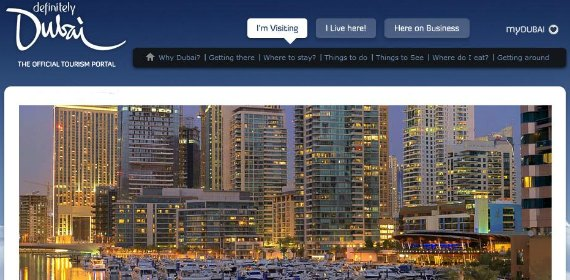 definitely
Dubai
THE OFFICIAL TOURISM PORTAL
I'm Visiting
I Live here!
Here on Business
myDUBAI
Why Dubai? | Getting there | Where to stay? | Things to do | Things to See | Where do I eat? | Getting around